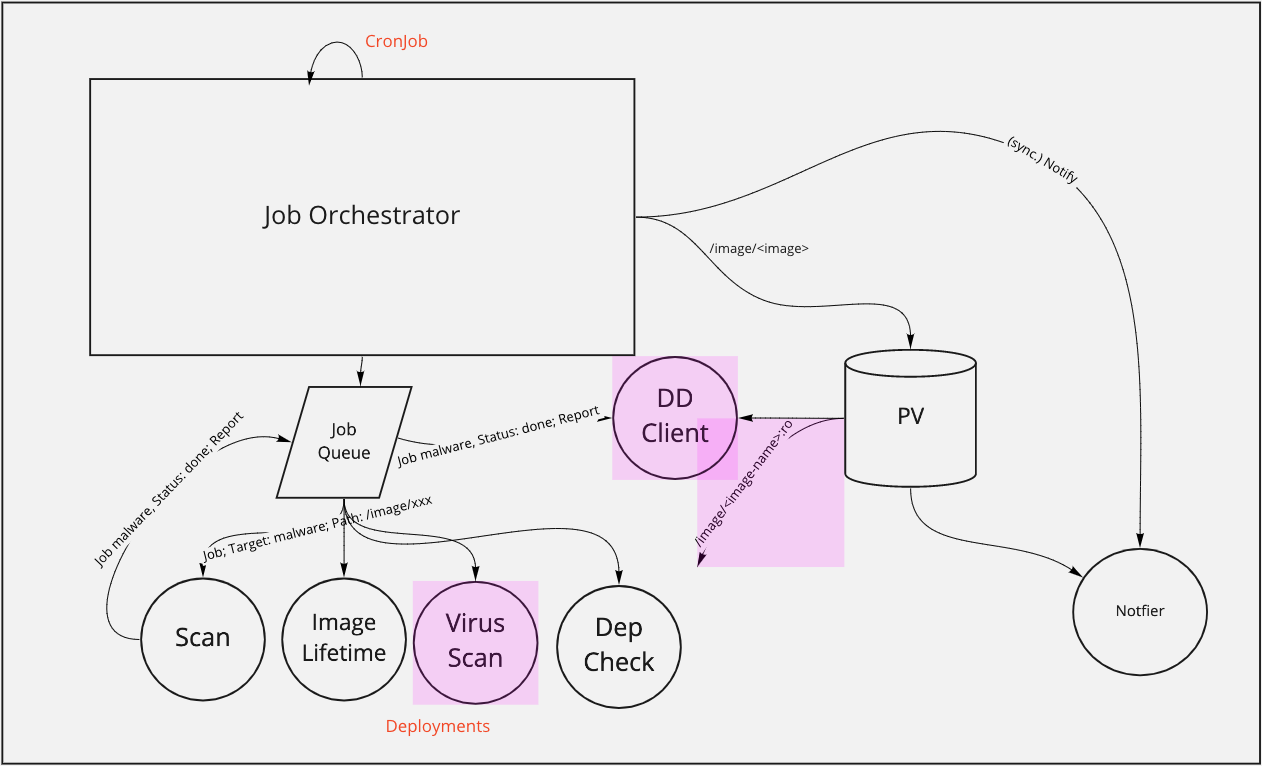 CronJob
Job Orchestrator
(sync.) Notify
/image/<image>
DD
Client
PV
Job
Queue
Job malware, Status: done; Report
Job malware, Status: done; Report
/image/<image-name>:ro
Job; Target: malware; Path: /image/xxx
Scan
Image
Lifetime
Virus
Scan
Dep
Check
Notfier
Deployments